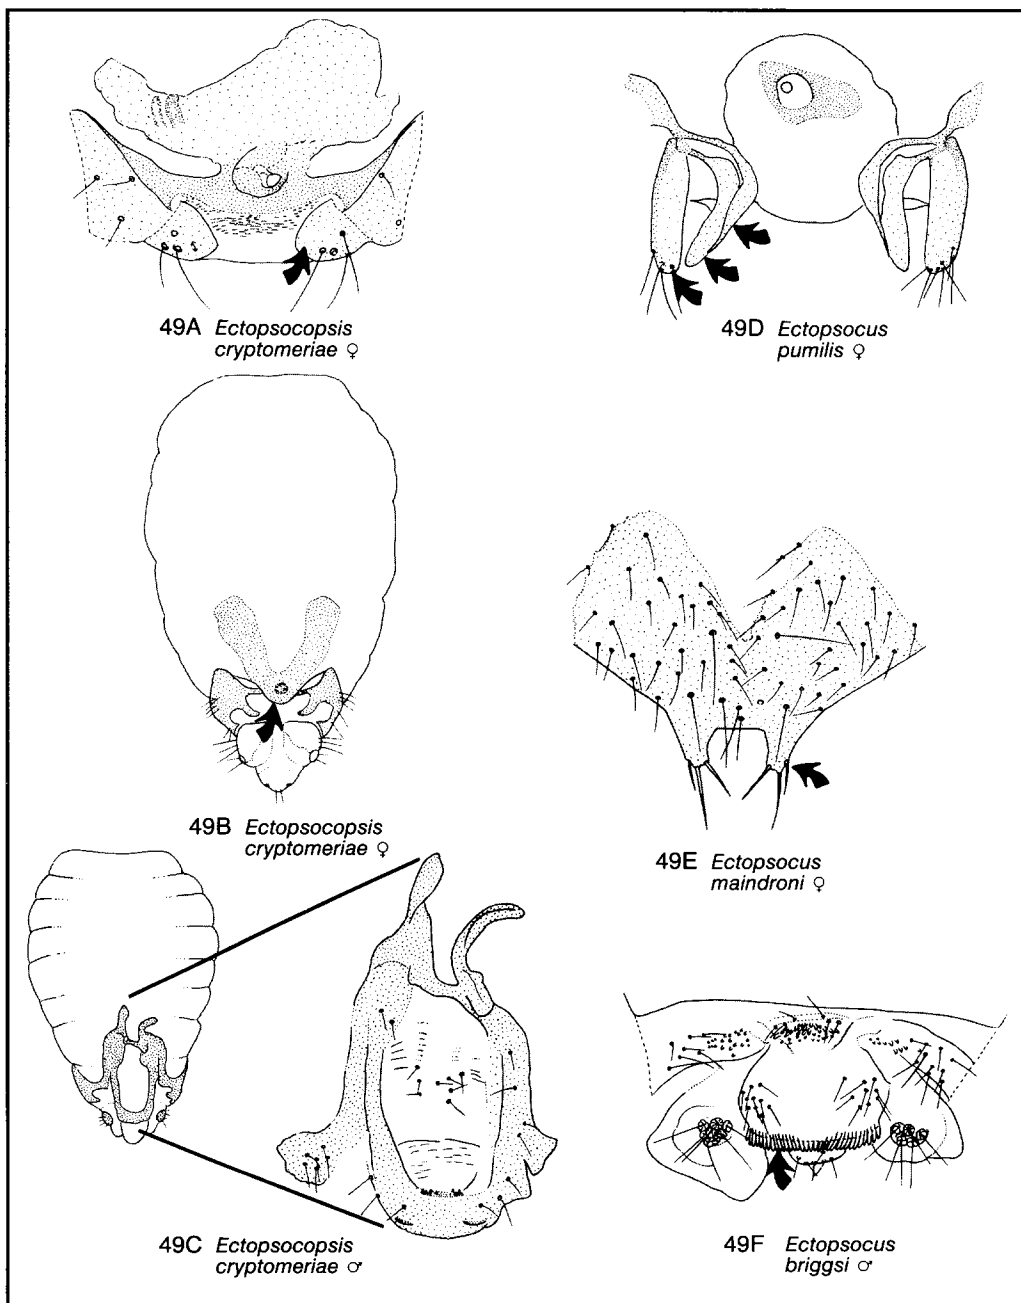 49A Ectopsocopsis
cryptomeriae ♀
49D Ectopsocus
pumilis ♀
49B Ectopsocopsis
cryptomeriae ♀
49E Ectopsocus
maindroni ♀
49C Ectopsocopsis
cryptomeriae ♂
49F Ectopsocus
briggsi ♂